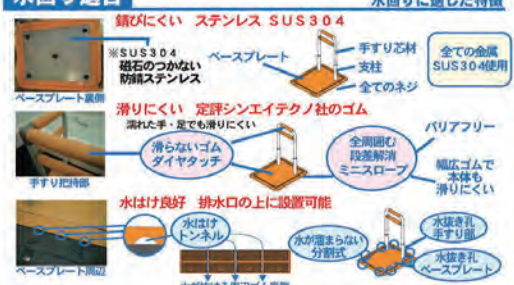 水回りに適した特徴
錆びにくい ステンレス SUS304
※SUS304
磁石のつかない
防錆ステンレス
ベースプレート裏側
ベースプレート
手すり芯材
支柱
全てのネジ
全ての金属
SUS304使用
滑りにくい 定評シンエイテクノ社のゴム
濡れた手・足でも滑りにくい
手すり把持部
滑らないゴム
ダイヤタッチ
全周囲む
段差解消
ミニスロープ
バリアフリー
幅広ゴムで
本体も
滑りにくい
水はけ良好 排水口の上に設置可能
ベースプレート周辺
水はけ
トンネル
水が溜まらない
分割式
水抜き孔
手すり部
水抜き孔
ベースプレート